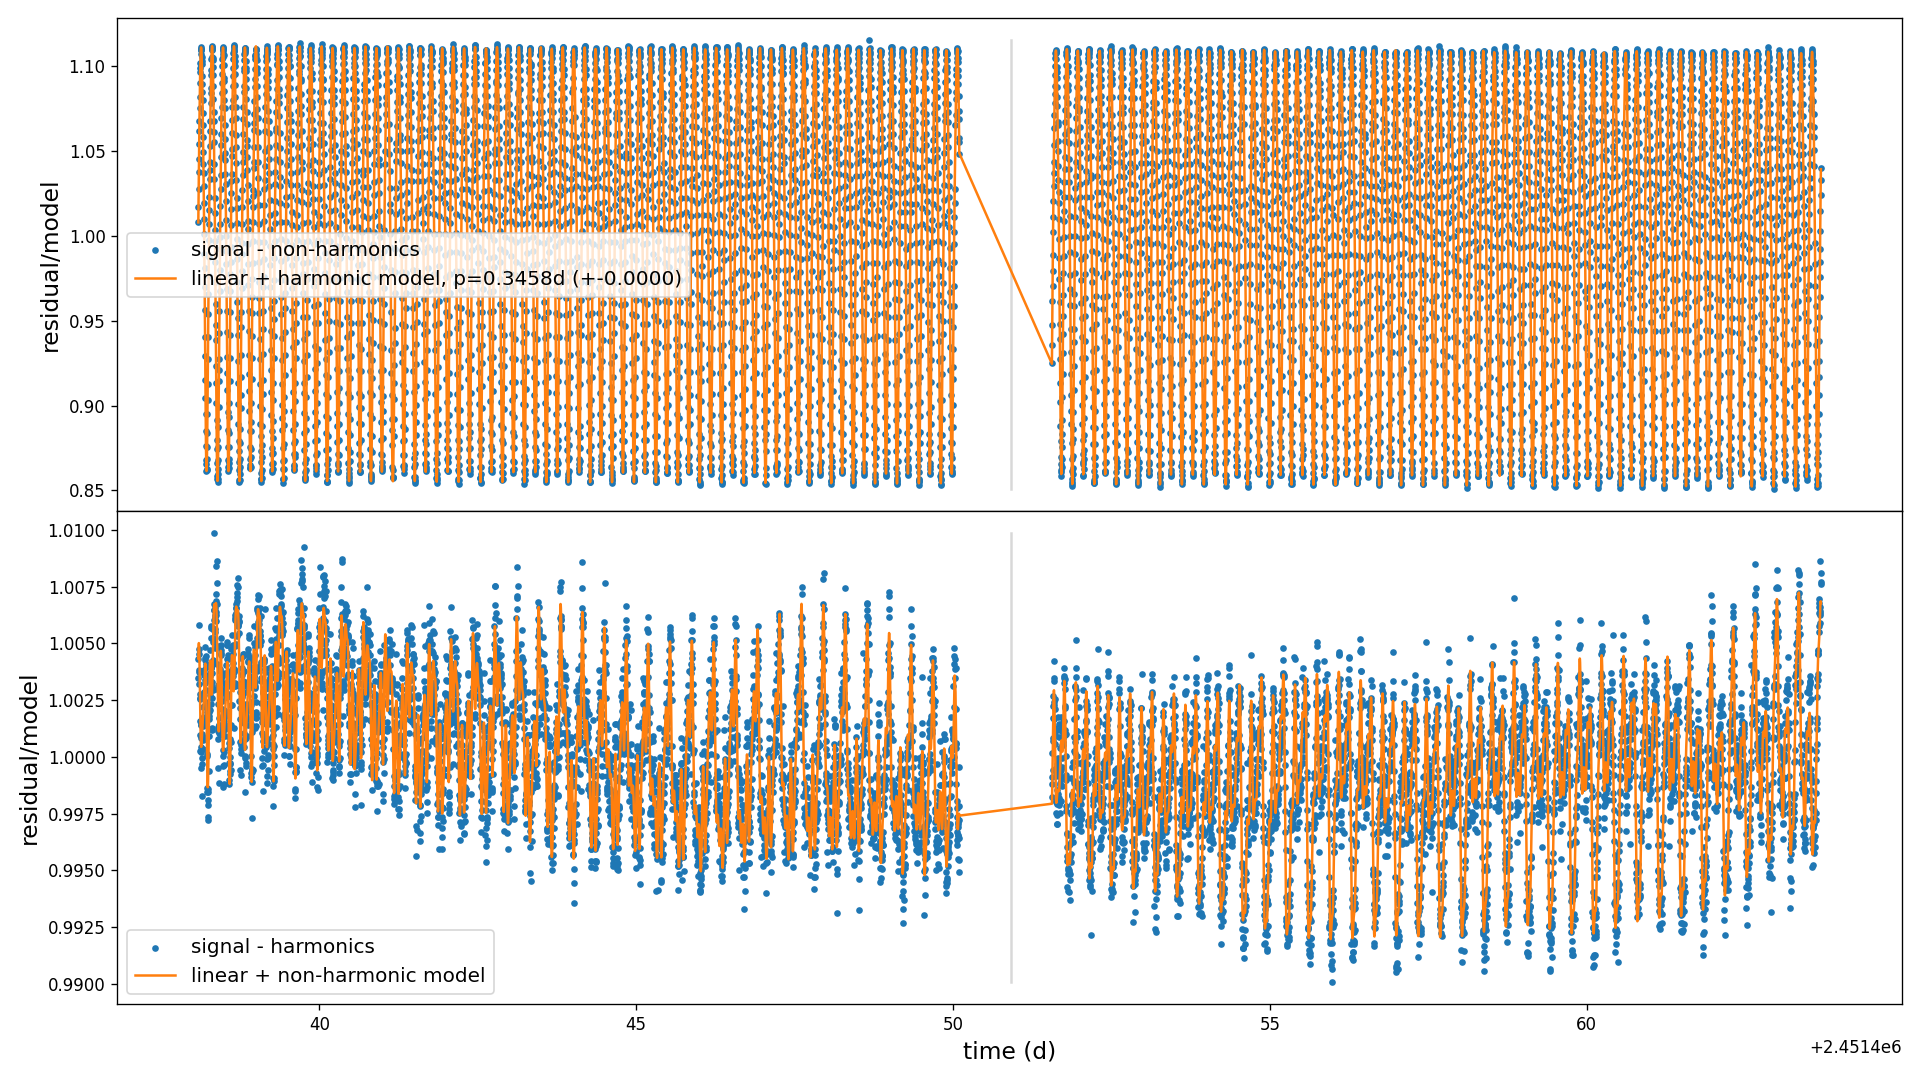 1.10
1.05
1.00
0.95
0.90
0.85
residual/model
signal - non-harmonics
linear + harmonic model, p=0.3458d (+-0.0000)
1.0100
1.0075
1.0050
1.0025
1.0000
0.9975
0.9950
0.9925
0.9900
residual/model
signal - harmonics
linear + non-harmonic model
40 45 50 55 60
time (d)
+2.4514e6